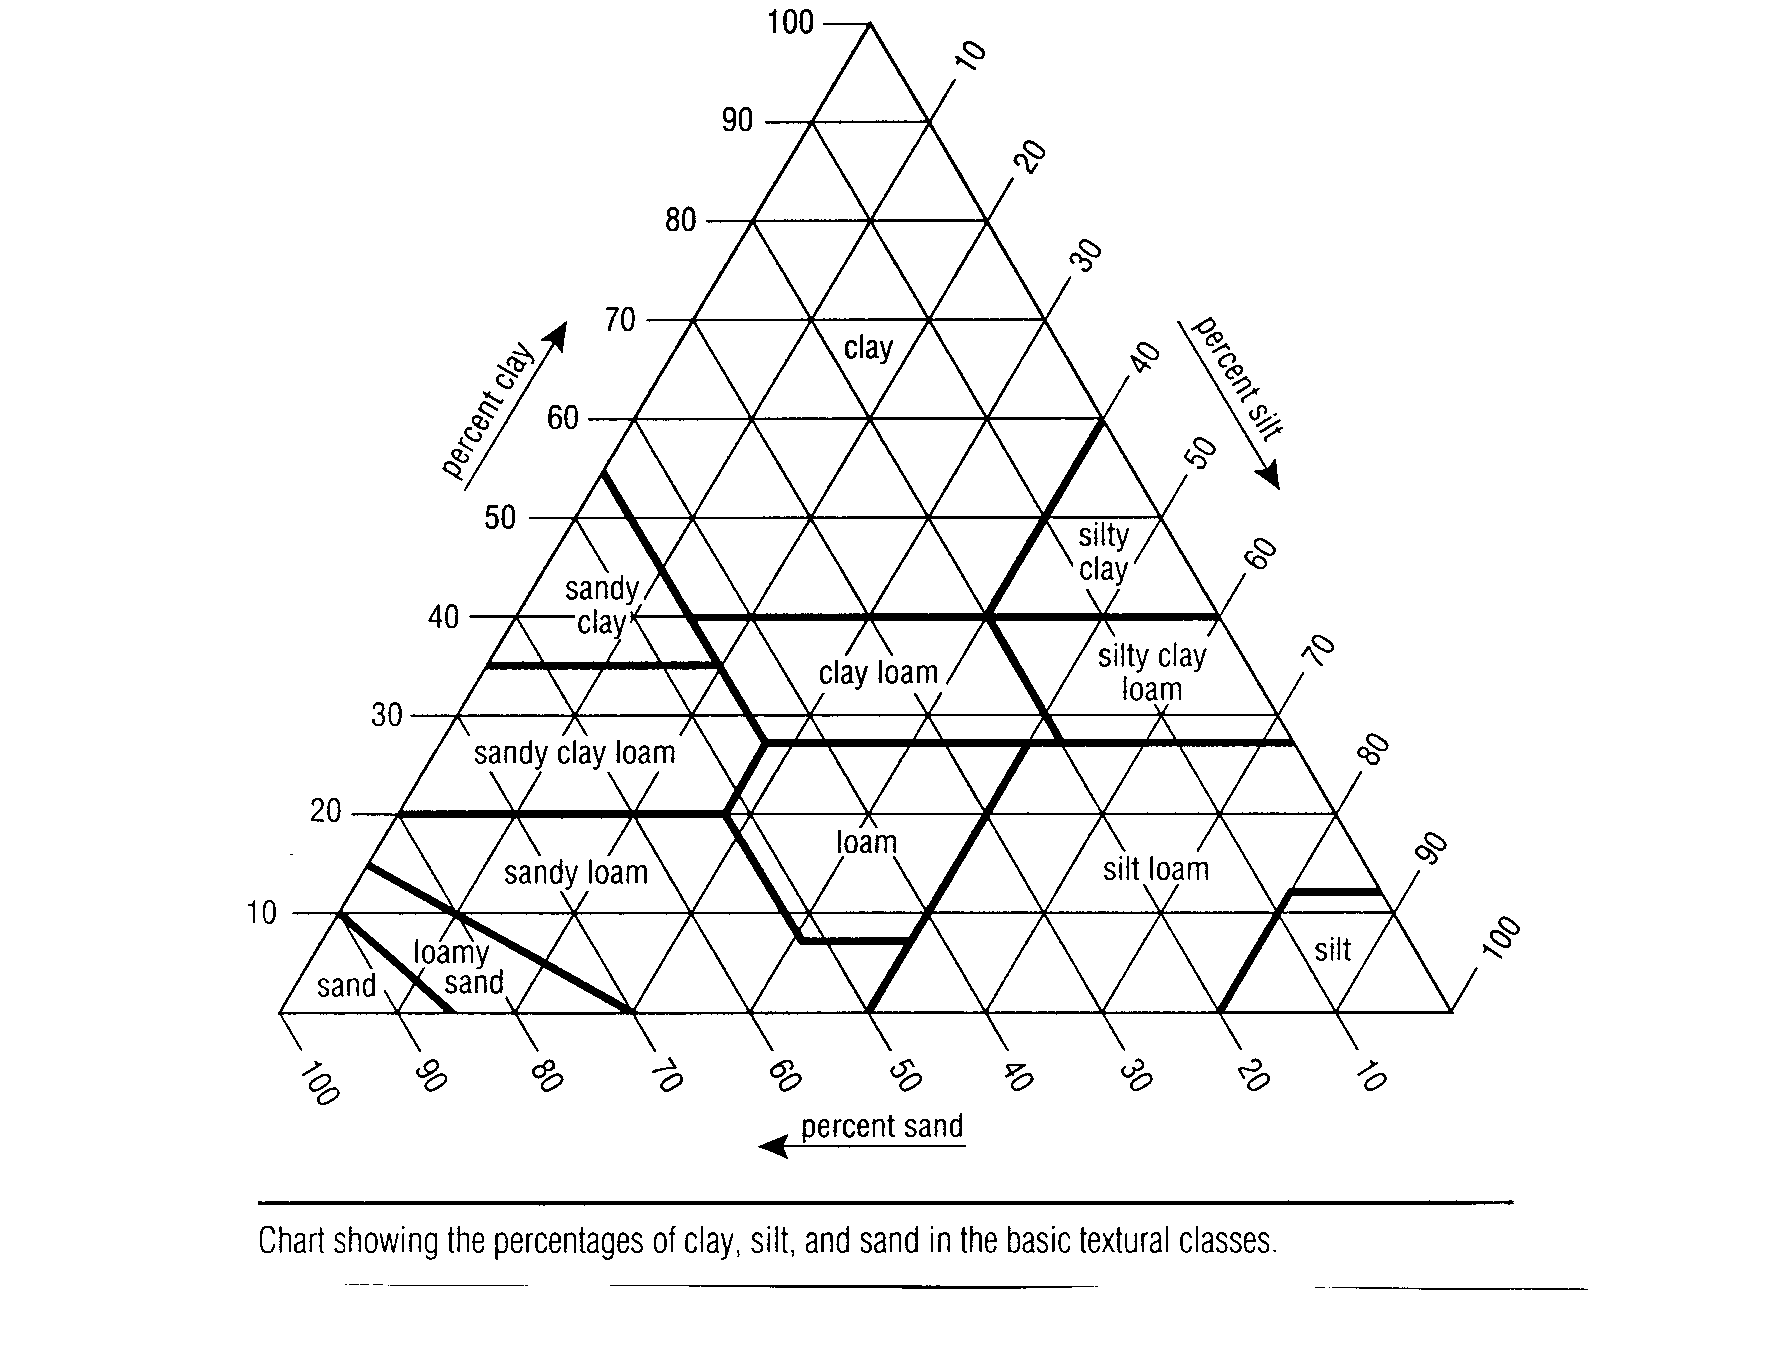 100
10
90
20
80
30
70
clay
40
percent clay
percent silt
60
50
50
silty
clay
60
sandy
clay
40
clay loam
silty clay
loam
70
30
sandy clay loam
80
20
loam
sandy loam
silt loam
90
10
loamy
sand
sand
silt
100
100
90
80
70
60
50
40
30
20
10
percent sand
Chart showing the percentages of clay, silt, and sand in the basic textural classes.